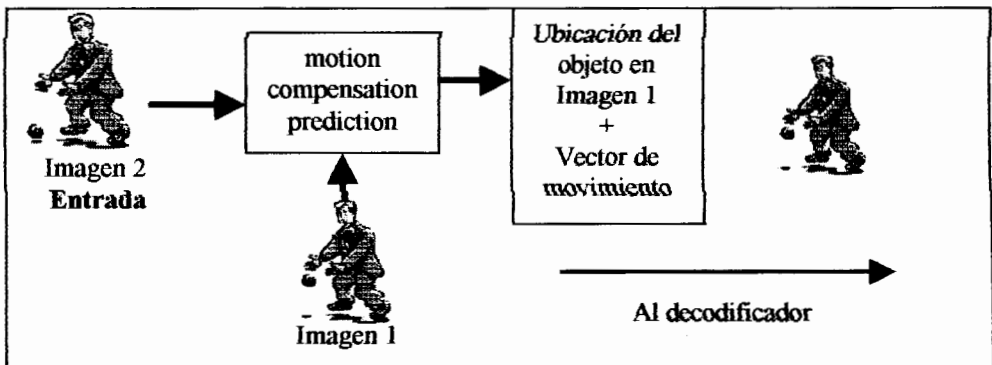 Imagen 2
Entrada
motion
compensation
prediction
Imagen 1
Ubicación del
objeto en
Imagen 1
+
Vector de
movimiento
Al decodificador